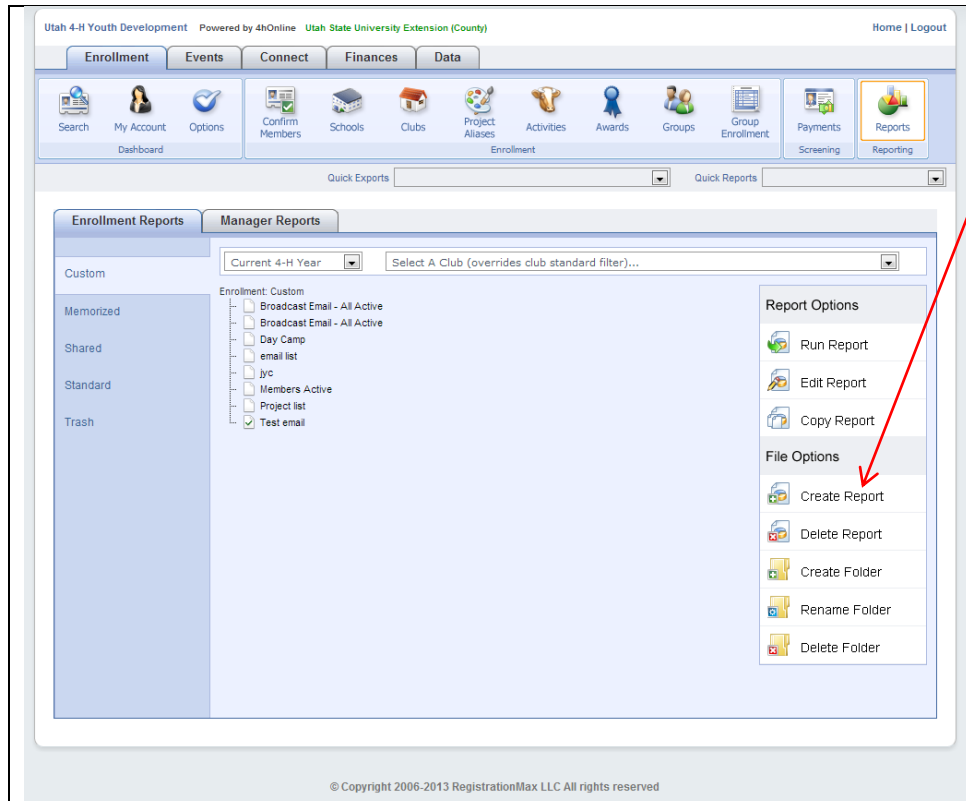 Utah 4-H Youth Development Powered by 4hOnline Utah State University Extension (County) Home | Logout
Enrollment Events Connect Finances Data
Search My Account Options Confirm Members Schools Clubs Project Aliases Activities Awards Groups Group Enrollment Payments Reports
Dashboard Enrollment Screening Reporting
Quick Exports Quick Reports
Enrollment Reports Manager Reports
Current 4-H Year Select A Club (overrides club standard filter)...
Custom
Memorized
Shared
Standard
Trash
Enrollment: Custom
Broadcast Email - All Active
Broadcast Email - All Active
Day Camp
email list
jyc
Members Active
Project list
Test email
Report Options
Run Report
Edit Report
Copy Report
File Options
Create Report
Delete Report
Create Folder
Rename Folder
Delete Folder
© Copyright 2006-2013 RegistrationMax LLC All rights reserved